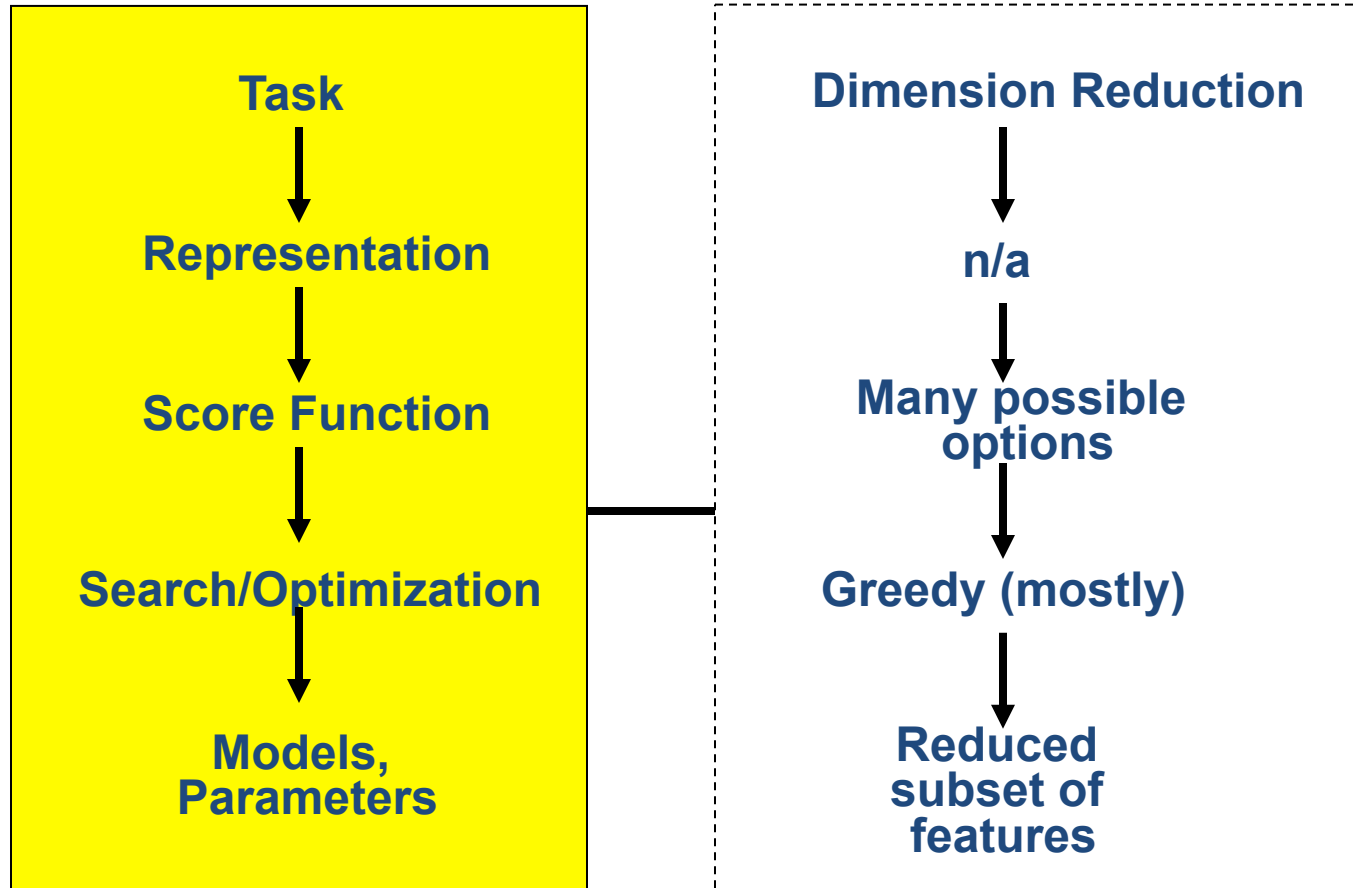 Task
Representation
Score Function
Search/Optimization
Models,
Parameters
Dimension Reduction
n/a
Many possible
options
Greedy (mostly)
Reduced
subset of
features